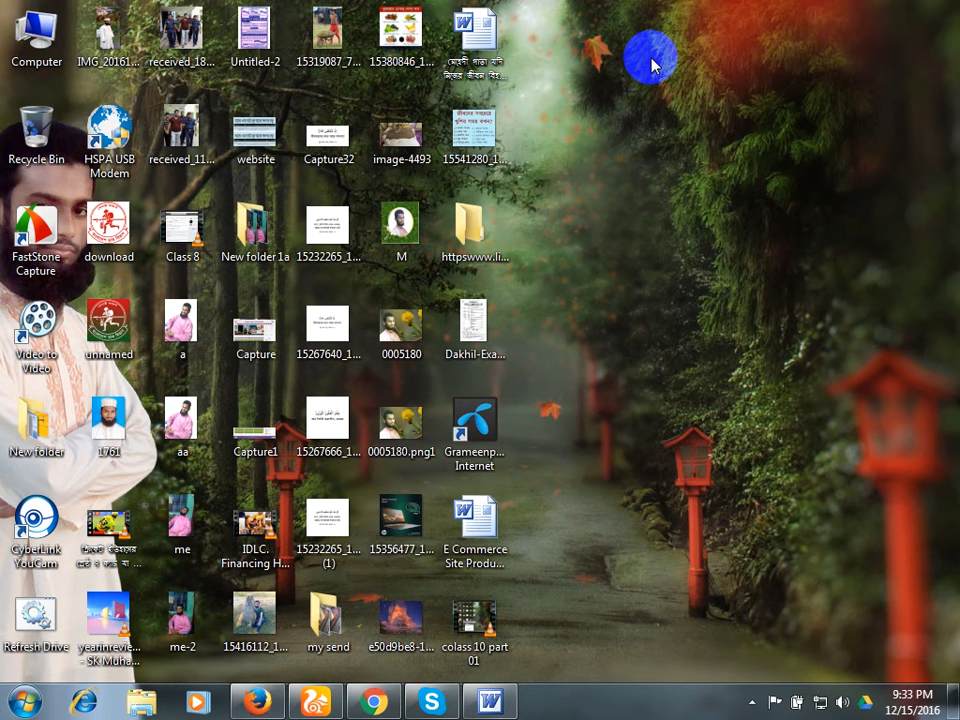 Computer
IMG_20161...
received_18...
Untitled-2
15319087_7...
15380846_1...
মেহেদী পাতা যদি
নিজের জীবন বিহ...
Recycle Bin
HSPA USB
Modem
received_11...
website
Capture32
image-4493
15541280_1...
FastStone
Capture
download
Class 8
New folder 1a
15232265_1...
M
httpswww.li...
Video to
Video
unnamed
a
Capture
15267640_1...
0005180
Dakhil-Exa...
New folder
1761
aa
Capture1
15267666_1...
0005180.png1
Grameenp...
Internet
CyberLink
YouCam
me
IDLC.
Financing H...
15232265_1...
(1)
15356477_1...
E Commerce
Site Produ...
Refresh Drive
yearinrevie...
- SK Muha...
me-2
15416112_1...
my send
e50d9be8-1...
colass 10 part
01
9:33 PM
12/15/2016